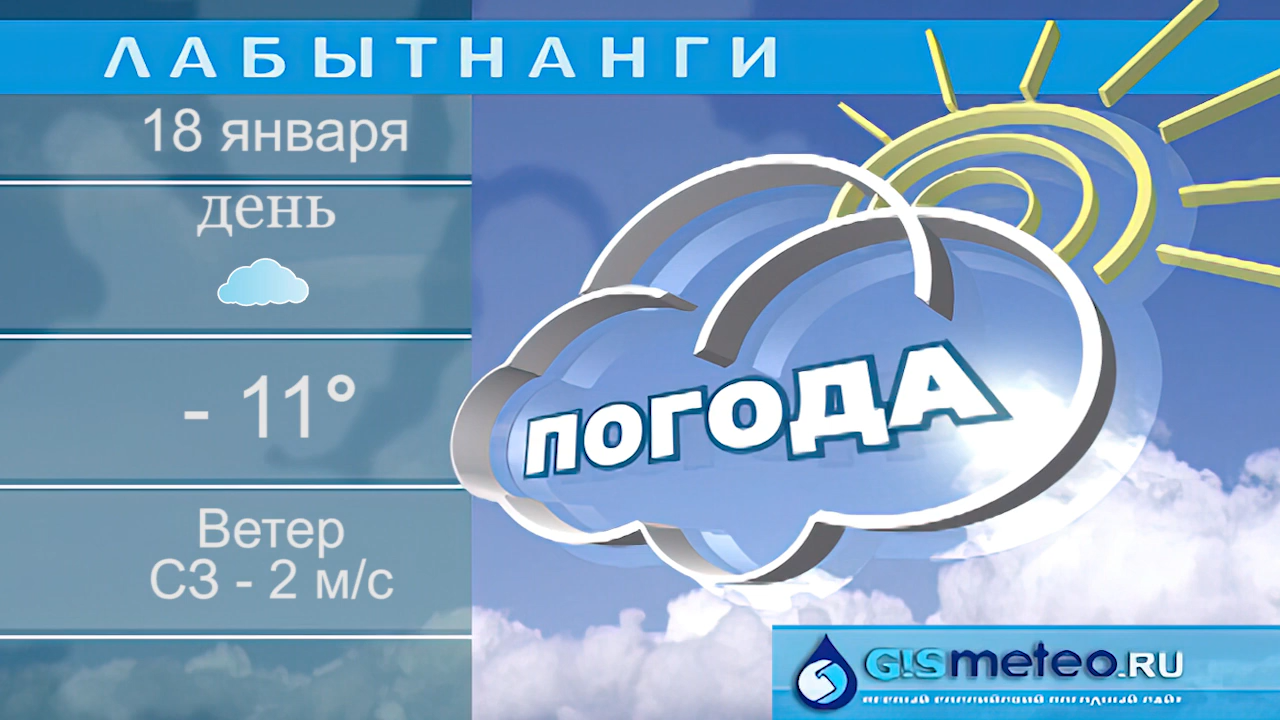 ЛАБЫТНАНГИ
18 января
день
- 11°
Ветер
СЗ - 2 м/с
ПОГОДА
GISmeteo.RU